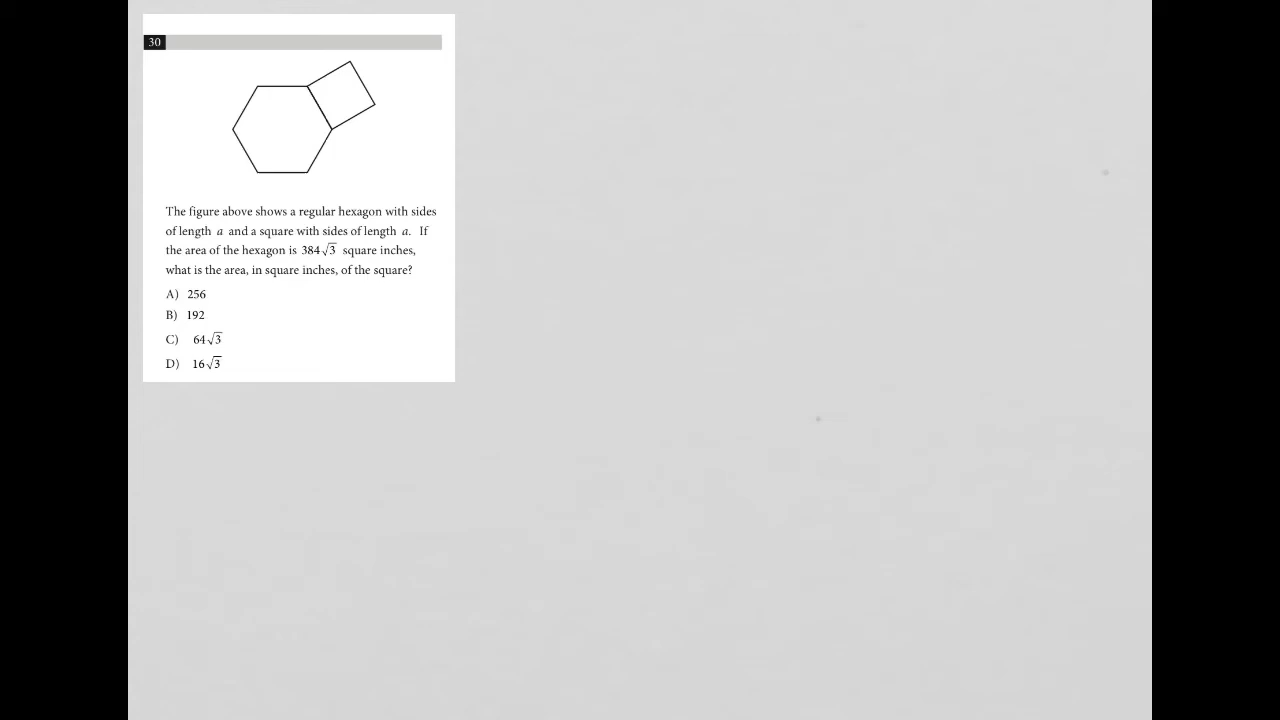 30
The figure above shows a regular hexagon with sides
of length a and a square with sides of length a. If
the area of the hexagon is 384√3 square inches,
what is the area, in square inches, of the square?
A) 256
B) 192
C) 64√3
D) 16√3